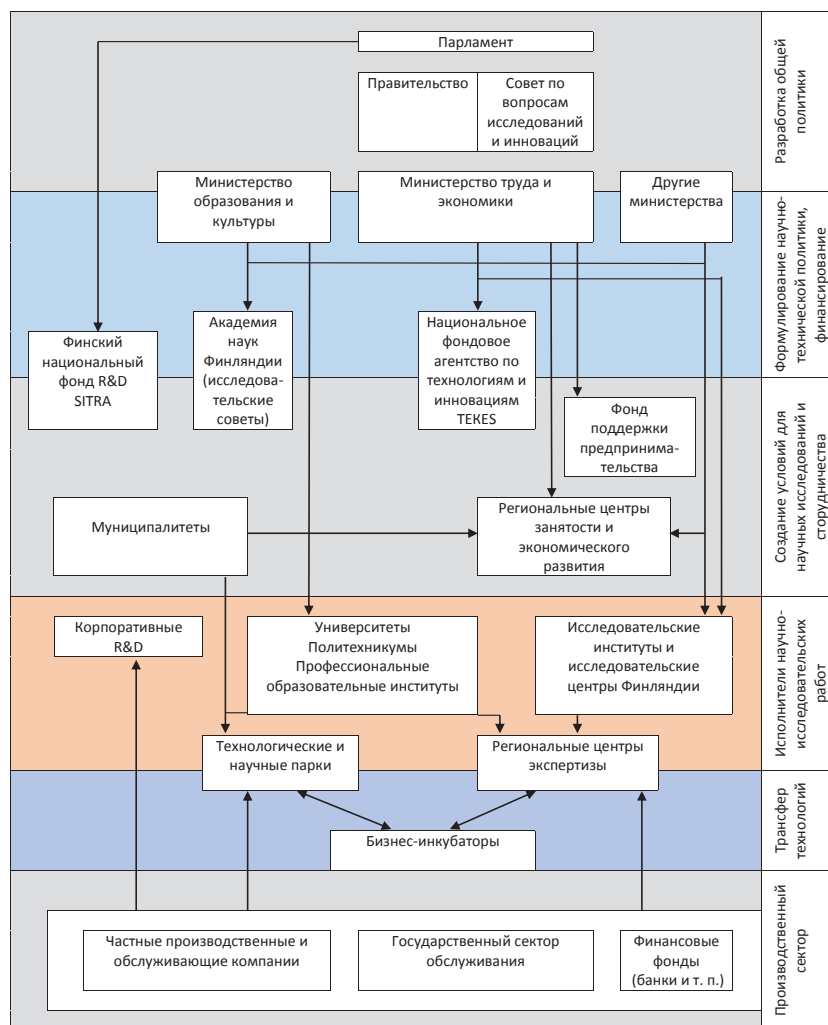 Парламент
Правительство
Совет по
вопросам
исследований
и инноваций
Разработка общей
политики
Министерство
образования и
культуры
Министерство труда и
экономики
Другие
министерства
Формулирование научно-
технической политики,
финансирование
Финский
национальный
фонд R&D
SITRA
Академия
наук
Финляндии
(исследова-
тельские
советы)
Национальное
фондовое
агентство по
технологиям и
инновациям
TEKES
Фонд
поддержки
предпринима-
тельства
Создание условий для
научных исследований и
сторудничества
Муниципалитеты
Региональные центры
занятости и
экономического
развития
Корпоративные
R&D
Университеты
Политехникумы
Профессиональные
образовательные институты
Исследовательские
институты и
исследовательские
центры Финляндии
Исполнители научно-
исследовательских
работ
Технологические и
научные парки
Региональные центры
экспертизы
Бизнес-инкубаторы
Трансфер
технологий
Частные производственные и
обслуживающие компании
Государственный сектор
обслуживания
Финансовые
фонды
(банки и т. п.)
Производственный
сектор